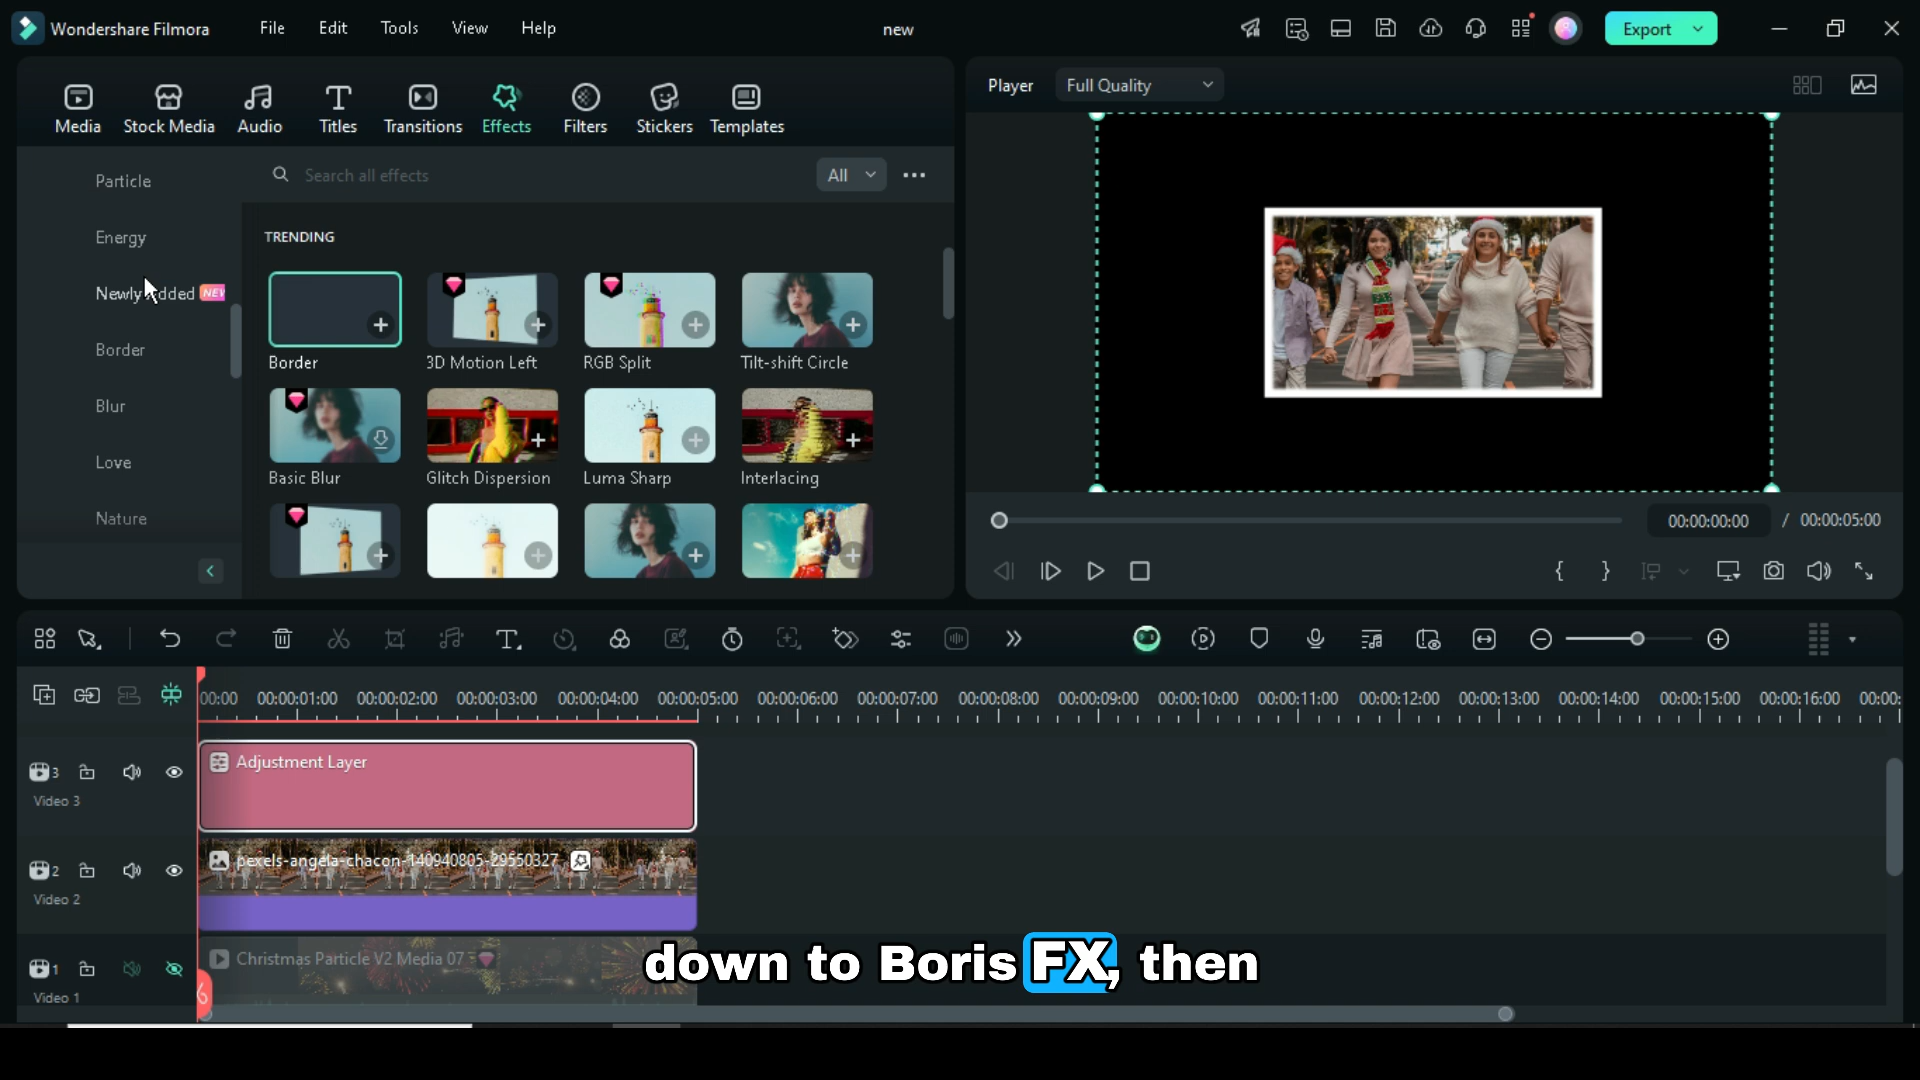 Wondershare Filmora
File
Edit
Tools
View
Help
new
Export
Media
Stock Media
Audio
Titles
Transitions
Effects
Filters
Stickers
Templates
Player
Full Quality
Particle
Energy
Newly Added NEW
Border
Blur
Love
Nature
Search all effects
All
TRENDING
Border
3D Motion Left
RGB Split
Tilt-shift Circle
Basic Blur
Glitch Dispersion
Luma Sharp
Interlacing
00:00:00:00 / 00:00:05:00
00:00 00:00:01:00 00:00:02:00 00:00:03:00 00:00:04:00 00:00:05:00 00:00:06:00 00:00:07:00 00:00:08:00 00:00:09:00 00:00:10:00 00:00:11:00 00:00:12:00 00:00:13:00 00:00:14:00 00:00:15:00 00:00:16:00 00:00:
3
Video 3
Adjustment Layer
2
Video 2
pexels-angela-chacon-140940805-29550327
1
Video 1
Christmas Particle V2 Media 07
down to Boris FX, then